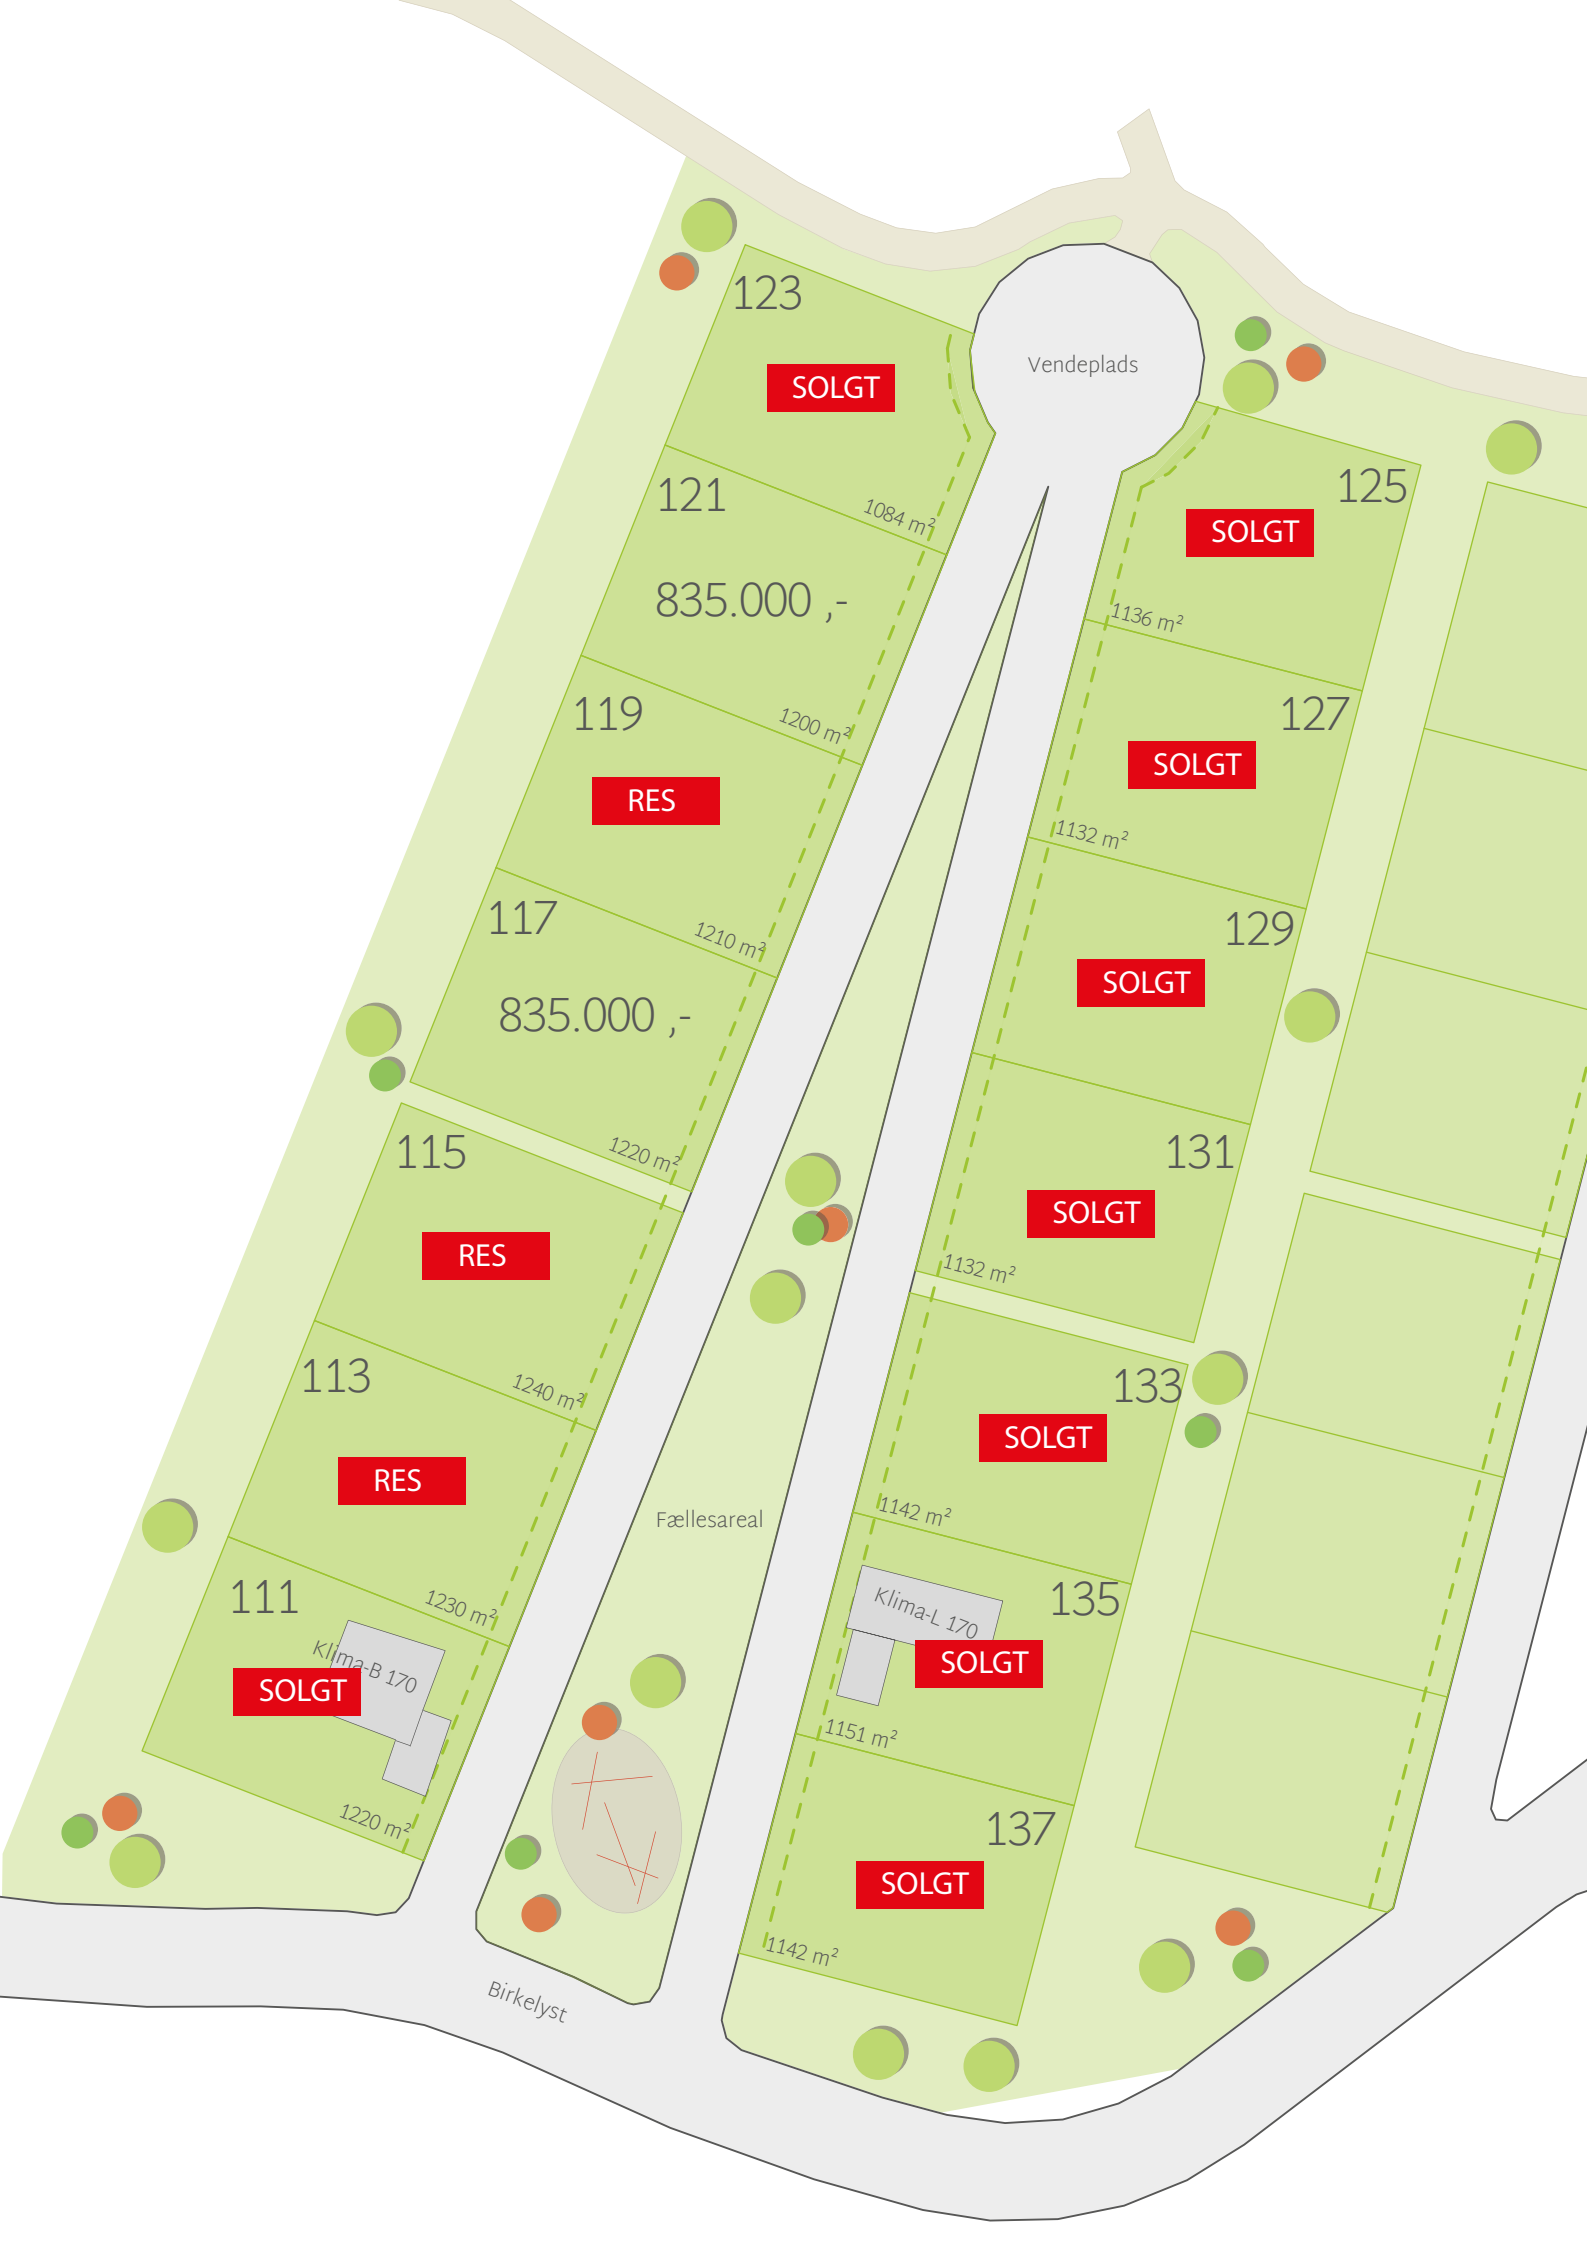 123
SOLGT
1084 m²
Vendeplads
121
835.000 ,-
1200 m²
119
RES
1210 m²
117
835.000 ,-
1220 m²
115
RES
1240 m²
113
RES
1230 m²
111
Klima-B 170
SOLGT
1220 m²
125
SOLGT
1136 m²
127
SOLGT
1132 m²
129
SOLGT
131
SOLGT
1132 m²
133
SOLGT
1142 m²
135
Klima-L 170
SOLGT
1151 m²
137
SOLGT
1142 m²
Fællesareal
Birkelyst